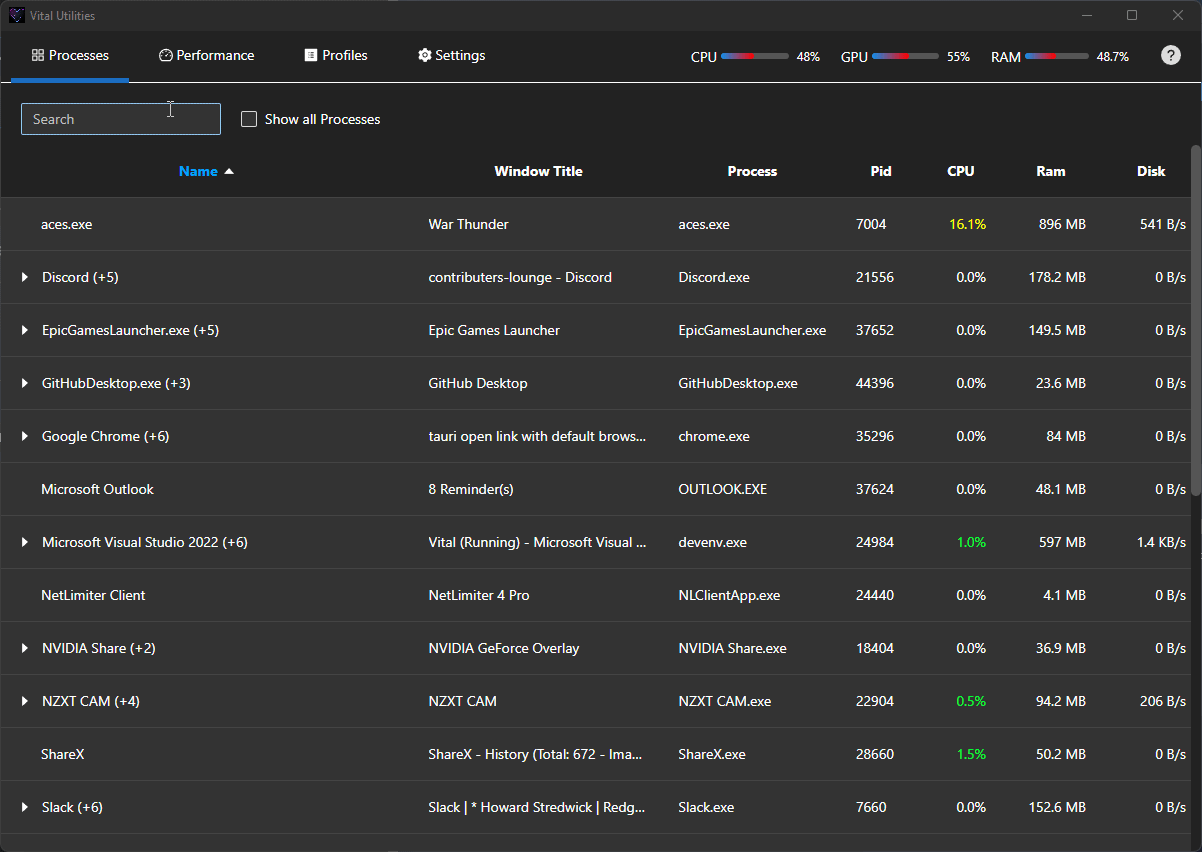 Vital Utilities
Processes Performance Profiles Settings CPU 48% GPU 55% RAM 48.7% ?
Search Show all Processes
Name Window Title Process Pid CPU Ram Disk
aces.exe War Thunder aces.exe 7004 16.1% 896 MB 541 B/s
Discord (+5) contributers-lounge - Discord Discord.exe 21556 0.0% 178.2 MB 0 B/s
EpicGamesLauncher.exe (+5) Epic Games Launcher EpicGamesLauncher.exe 37652 0.0% 149.5 MB 0 B/s
GitHubDesktop.exe (+3) GitHub Desktop GitHubDesktop.exe 44396 0.0% 23.6 MB 0 B/s
Google Chrome (+6) tauri open link with default brows... chrome.exe 35296 0.0% 84 MB 0 B/s
Microsoft Outlook 8 Reminder(s) OUTLOOK.EXE 37624 0.0% 48.1 MB 0 B/s
Microsoft Visual Studio 2022 (+6) Vital (Running) - Microsoft Visual ... devenv.exe 24984 1.0% 597 MB 1.4 KB/s
NetLimiter Client NetLimiter 4 Pro NLClientApp.exe 24440 0.0% 4.1 MB 0 B/s
NVIDIA Share (+2) NVIDIA GeForce Overlay NVIDIA Share.exe 18404 0.0% 36.9 MB 0 B/s
NZXT CAM (+4) NZXT CAM NZXT CAM.exe 22904 0.5% 94.2 MB 206 B/s
ShareX ShareX - History (Total: 672 - Ima... ShareX.exe 28660 1.5% 50.2 MB 0 B/s
Slack (+6) Slack | * Howard Stredwick | Redg... Slack.exe 7660 0.0% 152.6 MB 0 B/s